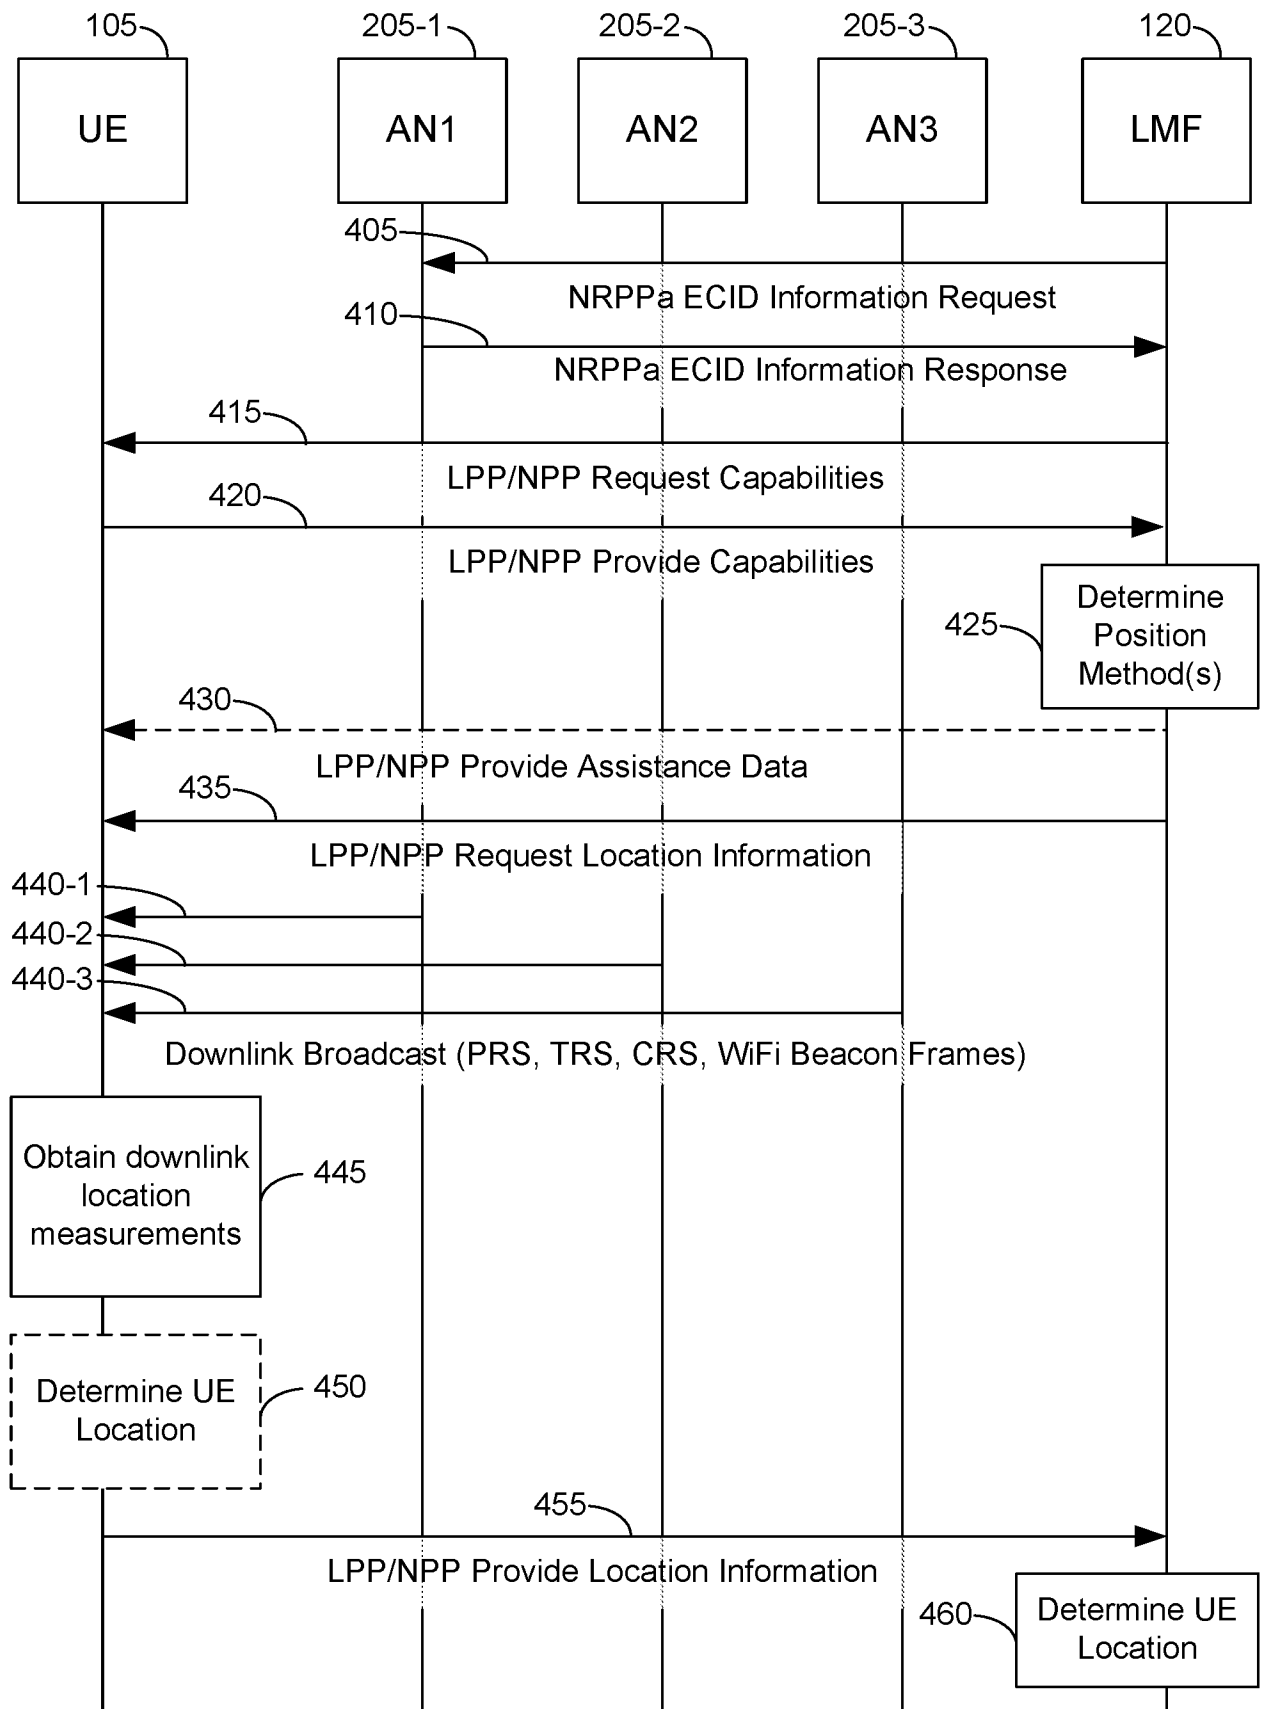 105
205-1
205-2
205-3
120
UE
AN1
AN2
AN3
LMF
405
NRPPa ECID Information Request
410
NRPPa ECID Information Response
415
LPP/NPP Request Capabilities
420
LPP/NPP Provide Capabilities
425
Determine
Position
Method(s)
430
LPP/NPP Provide Assistance Data
435
LPP/NPP Request Location Information
440-1
440-2
440-3
Downlink Broadcast (PRS, TRS, CRS, WiFi Beacon Frames)
Obtain downlink
location
measurements
445
Determine UE
Location
450
455
LPP/NPP Provide Location Information
460
Determine UE
Location